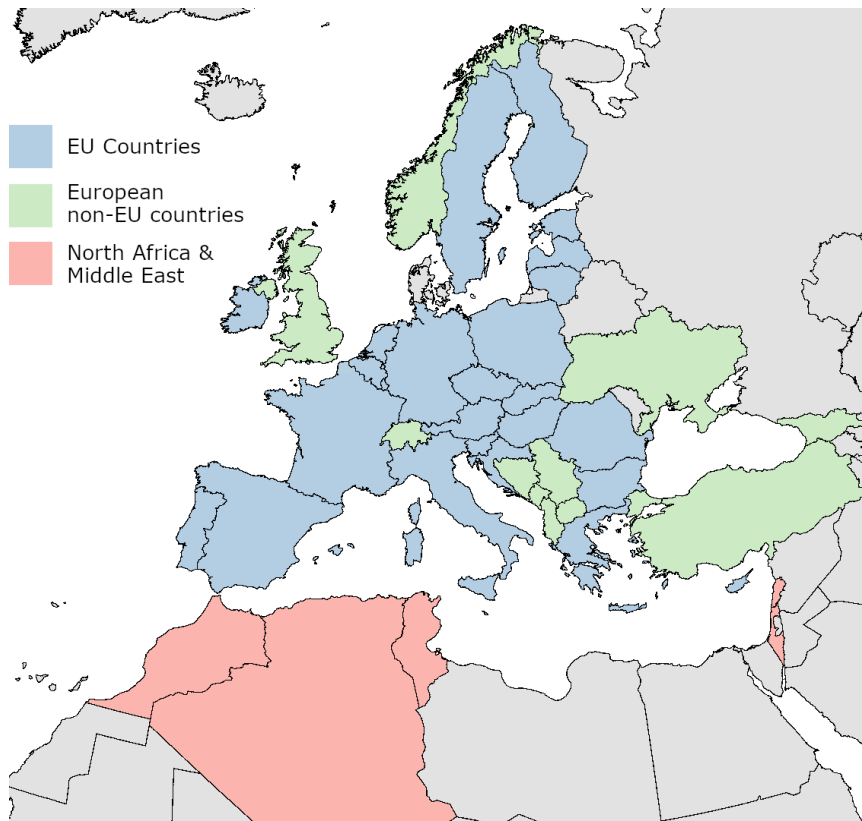 EU Countries
European
non-EU countries
North Africa &
Middle East